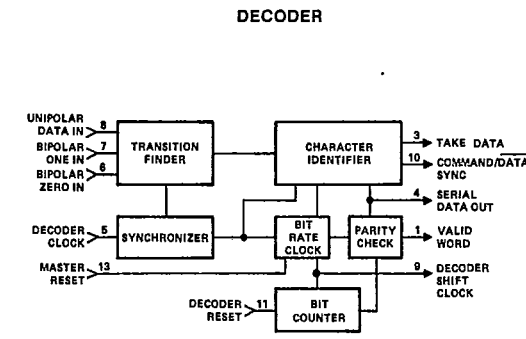 DECODER
UNIPOLAR
DATA IN
8
BIPOLAR
ONE IN
7
BIPOLAR
ZERO IN
6
TRANSITION
FINDER
CHARACTER
IDENTIFIER
3
TAKE DATA
10
COMMAND/DATA
SYNC
4
SERIAL
DATA OUT
DECODER
CLOCK
5
SYNCHRONIZER
BIT
RATE
CLOCK
PARITY
CHECK
1
VALID
WORD
MASTER
RESET
13
9
DECODER
SHIFT
CLOCK
DECODER
RESET
11
BIT
COUNTER